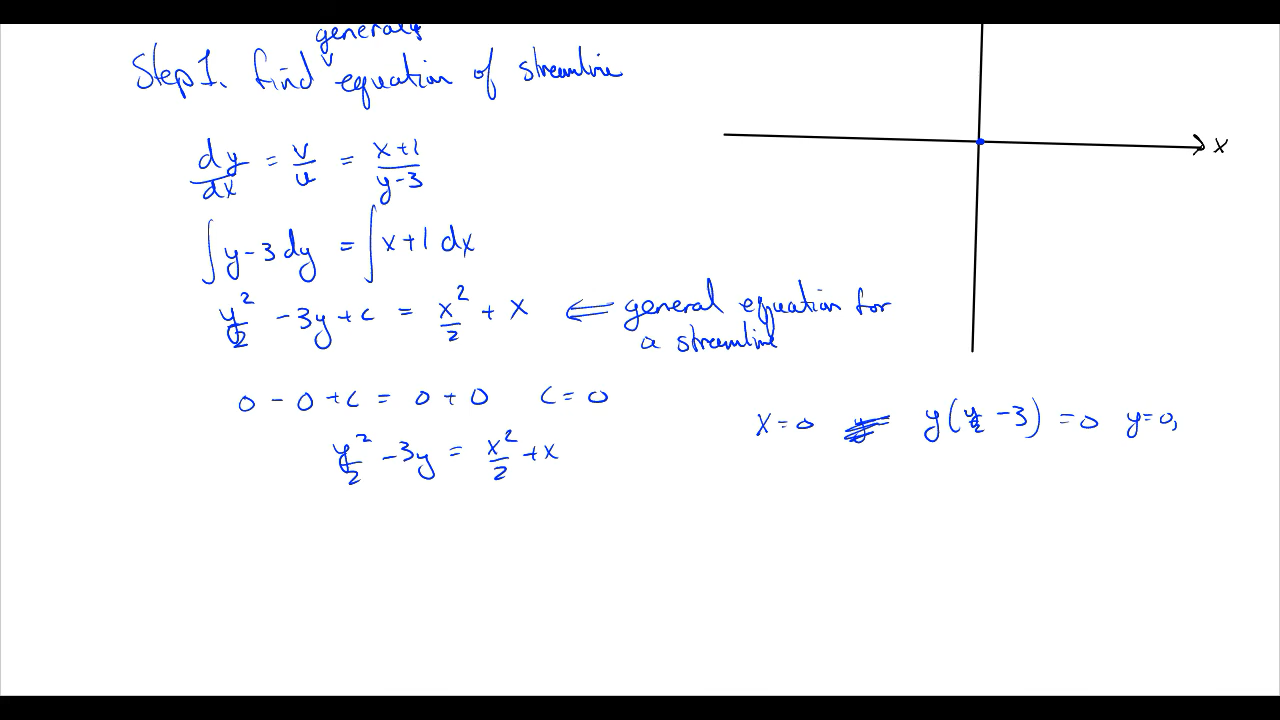 general
Step 1. find ∨ equation of streamline
dy/dx = v/u = (x+1)/(y-3)
∫ y-3 dy = ∫ x+1 dx
y²/2 - 3y + c = x²/2 + x ⇐ general equation for
a streamline
0 - 0 + c = 0 + 0 c = 0
y²/2 - 3y = x²/2 + x
x
x = 0 y(y/2 - 3) = 0 y=0,